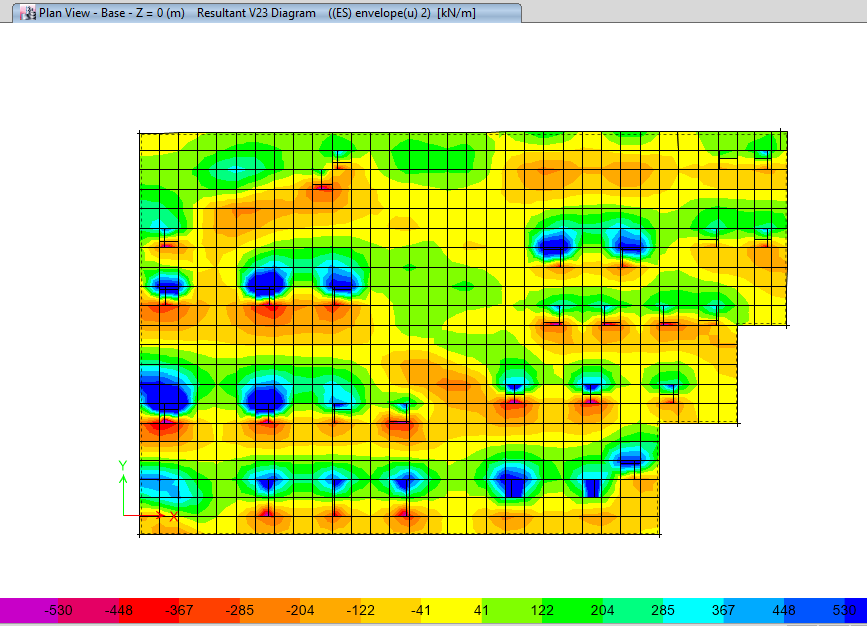 Plan View - Base - Z = 0 (m)    Resultant V23 Diagram    ((ES) envelope(u) 2)  [kN/m]
Y
X
-530 -448 -367 -285 -204 -122 -41 41 122 204 285 367 448 530